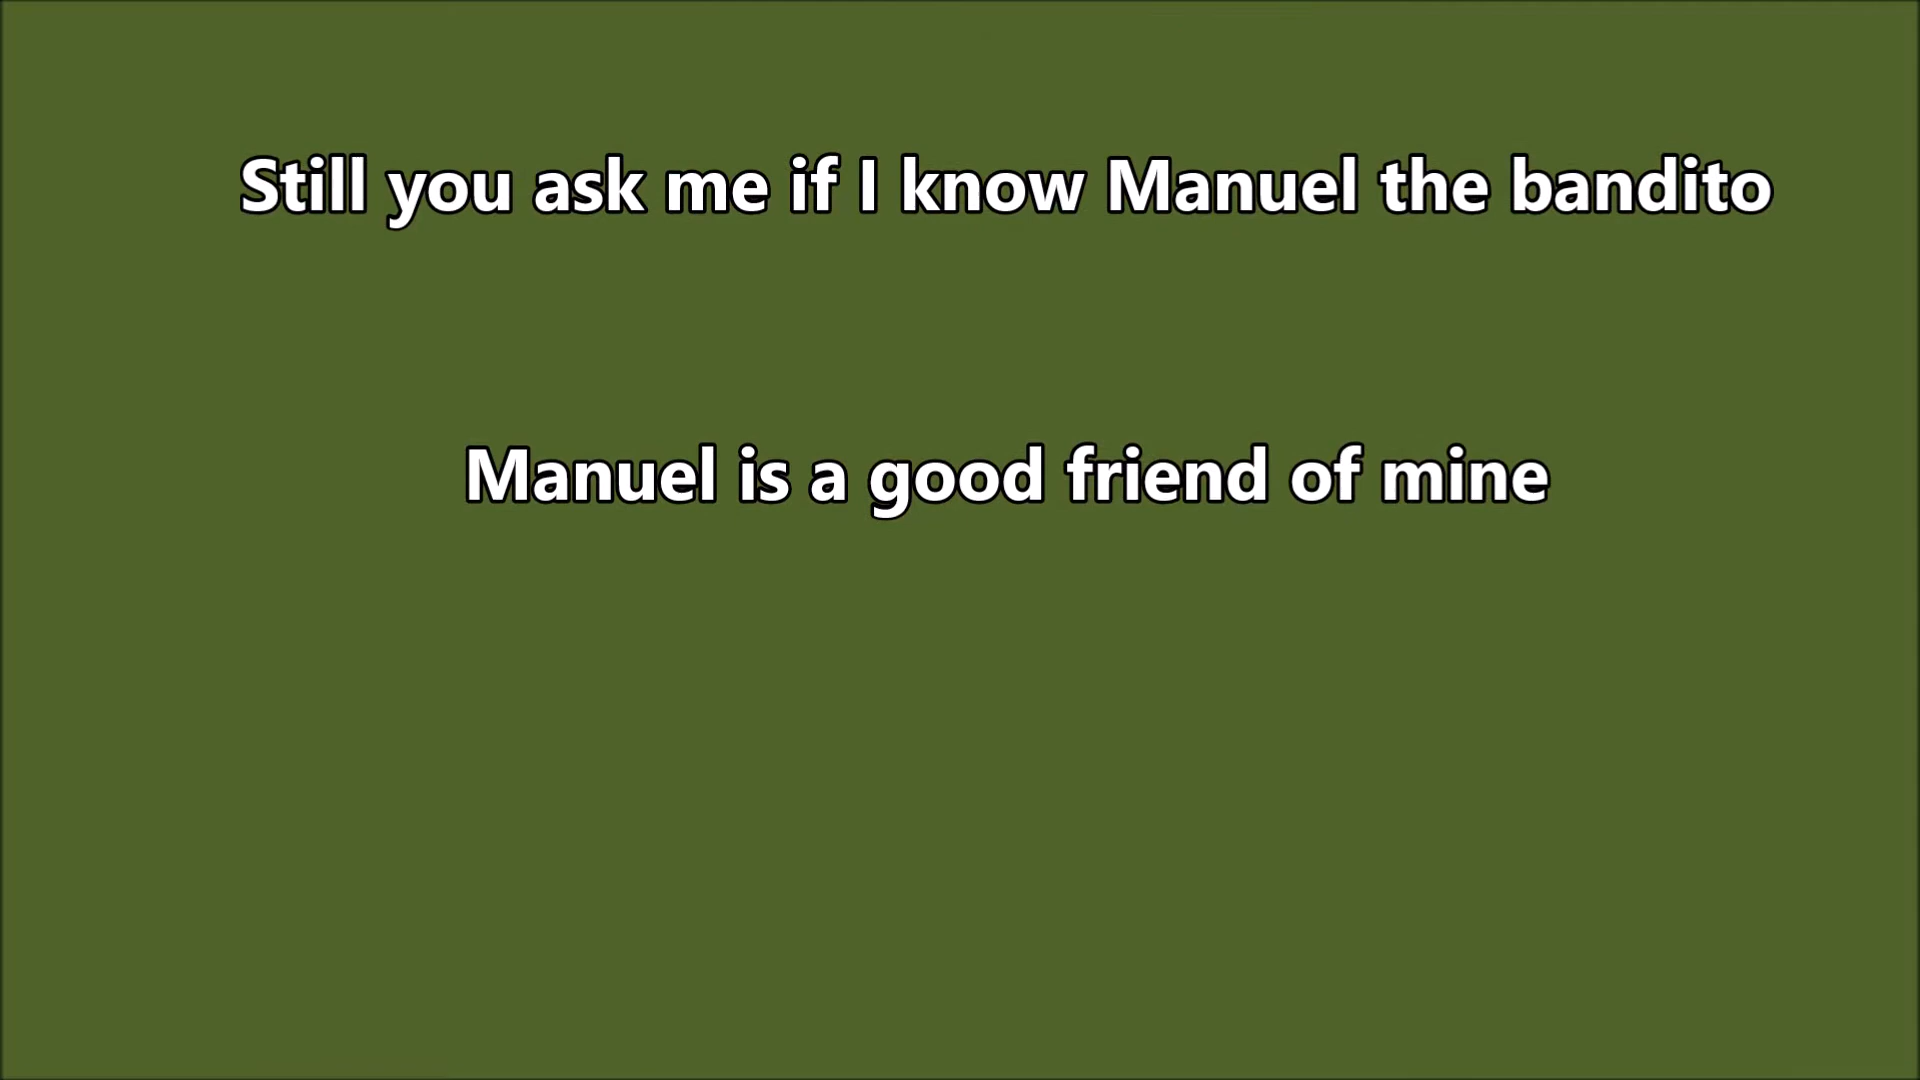 Still you ask me if I know Manuel the bandito
Manuel is a good friend of mine